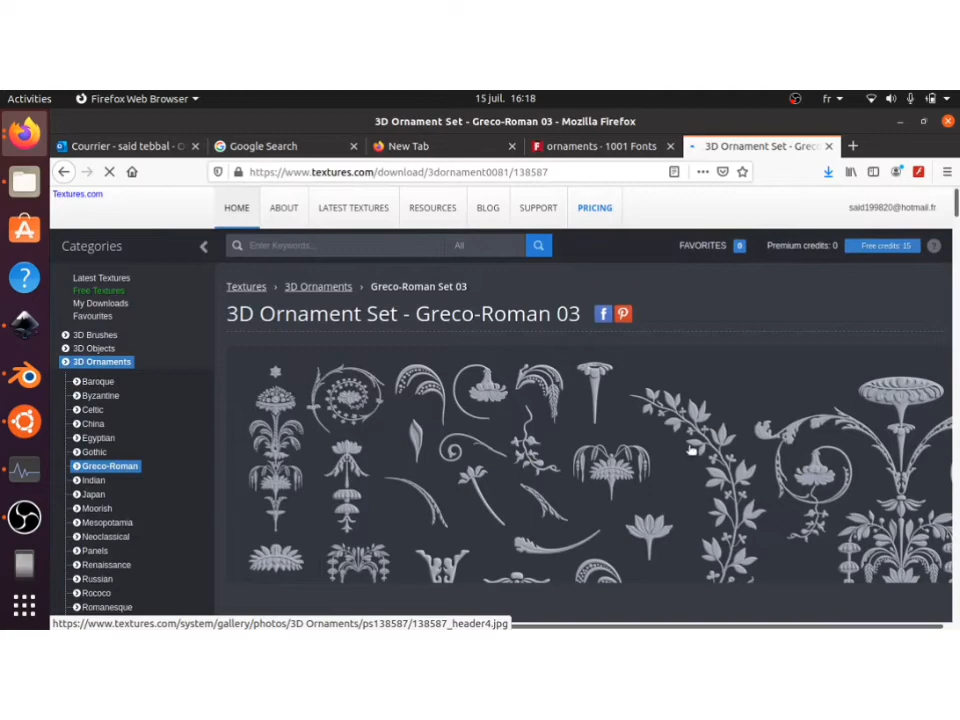 Activities Firefox Web Browser 15 juil. 16:18 fr
3D Ornament Set - Greco-Roman 03 - Mozilla Firefox
Courrier - said tebbal - O Google Search New Tab ornaments - 1001 Fonts 3D Ornament Set - Greco
https://www.textures.com/download/3dornament0081/138587
Textures.com
HOME ABOUT LATEST TEXTURES RESOURCES BLOG SUPPORT PRICING said199820@hotmail.fr
Categories Enter Keywords... All FAVORITES 0 Premium credits: 0 Free credits: 15 ?
Latest Textures
Free Textures
My Downloads
Favourites
3D Brushes
3D Objects
3D Ornaments
Baroque
Byzantine
Celtic
China
Egyptian
Gothic
Greco-Roman
Indian
Japan
Moorish
Mesopotamia
Neoclassical
Panels
Renaissance
Russian
Rococo
Romanesque
Textures › 3D Ornaments › Greco-Roman Set 03
3D Ornament Set - Greco-Roman 03
https://www.textures.com/system/gallery/photos/3D Ornaments/ps138587/138587_header4.jpg